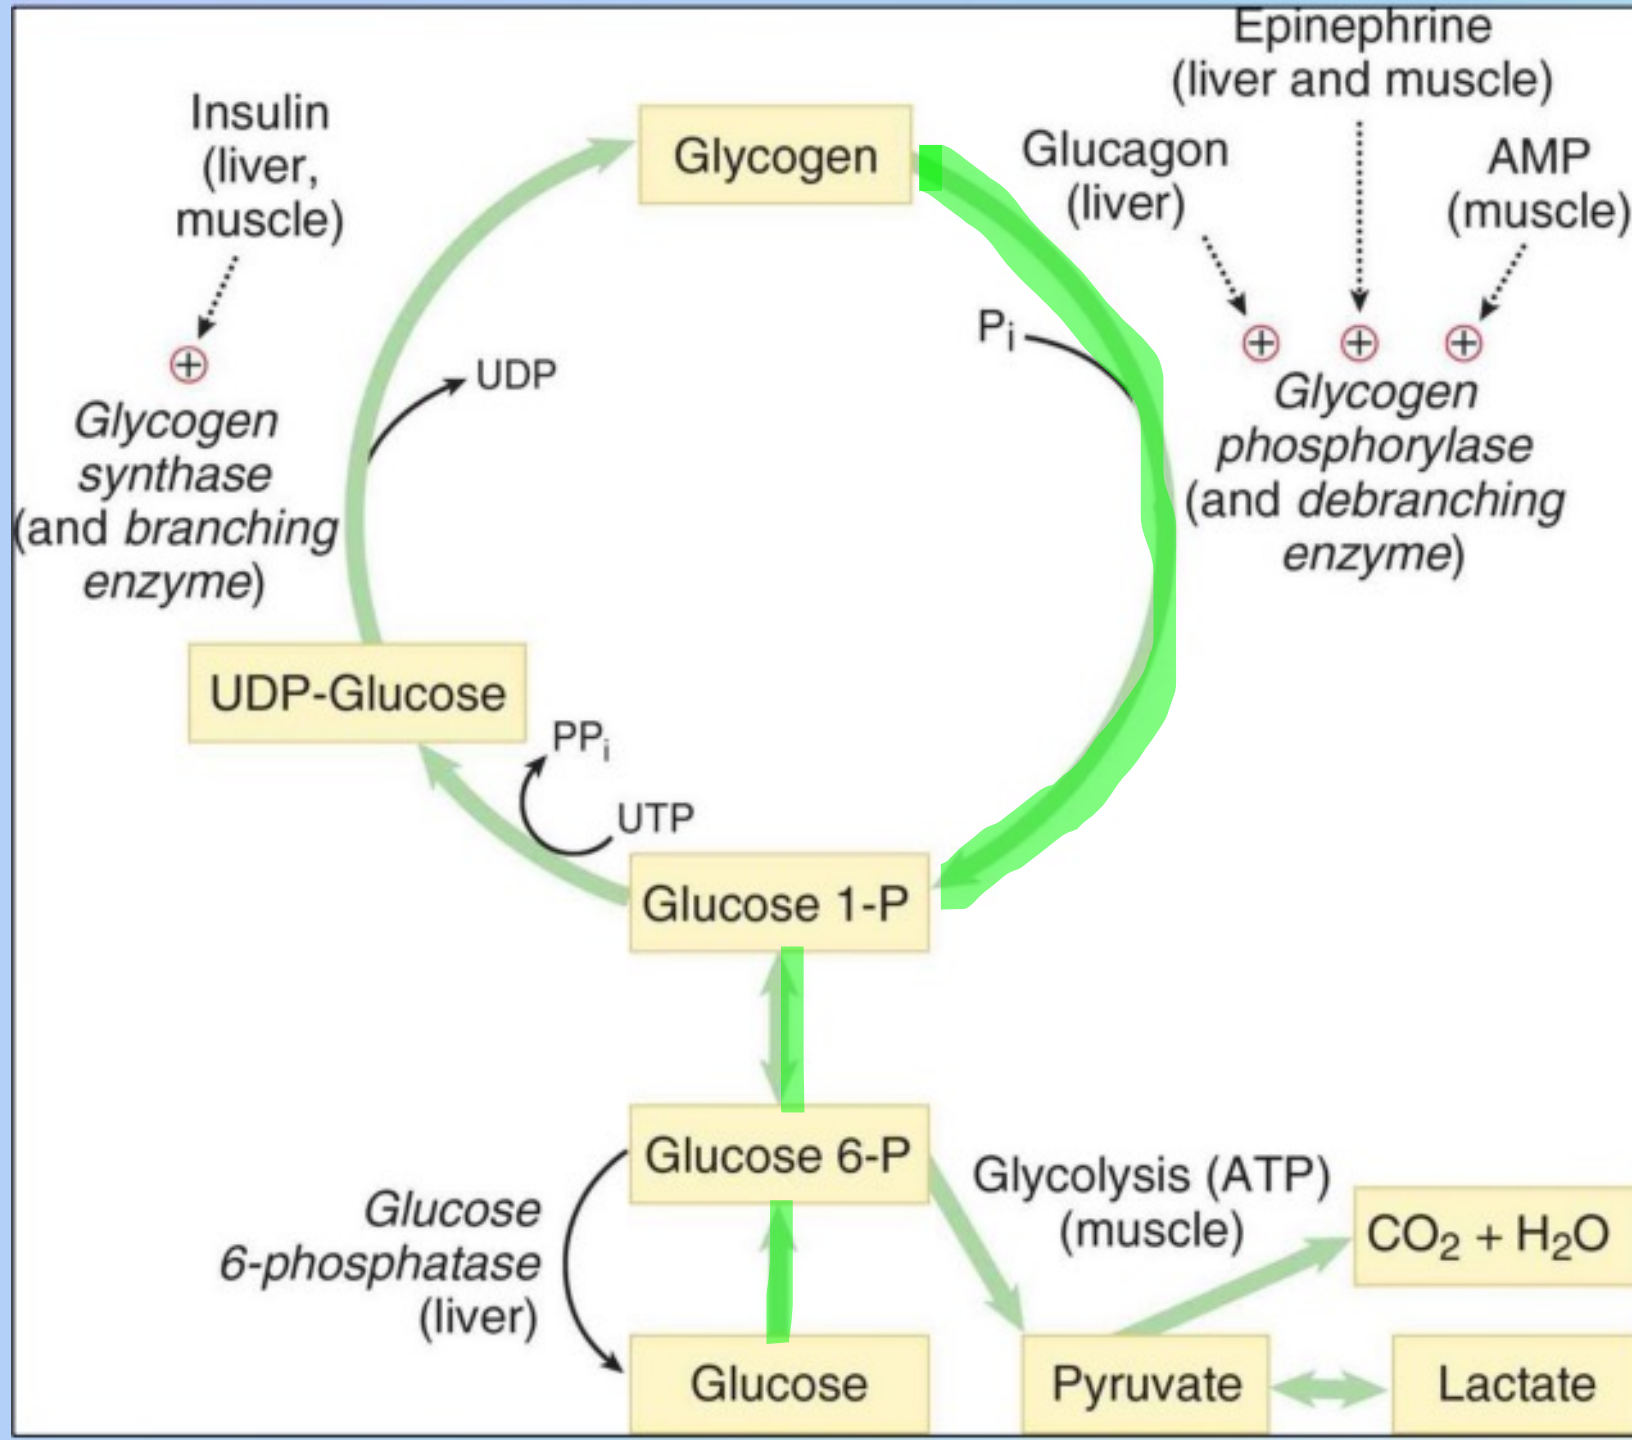 Insulin
(liver,
muscle)
Glycogen
synthase
(and branching
enzyme)
UDP
Glycogen
Epinephrine
(liver and muscle)
Glucagon
(liver)
AMP
(muscle)
Pi
Glycogen
phosphorylase
(and debranching
enzyme)
UDP-Glucose
PPi
UTP
Glucose 1-P
Glucose 6-P
Glucose
6-phosphatase
(liver)
Glucose
Glycolysis (ATP)
(muscle)
CO₂ + H₂O
Pyruvate
Lactate